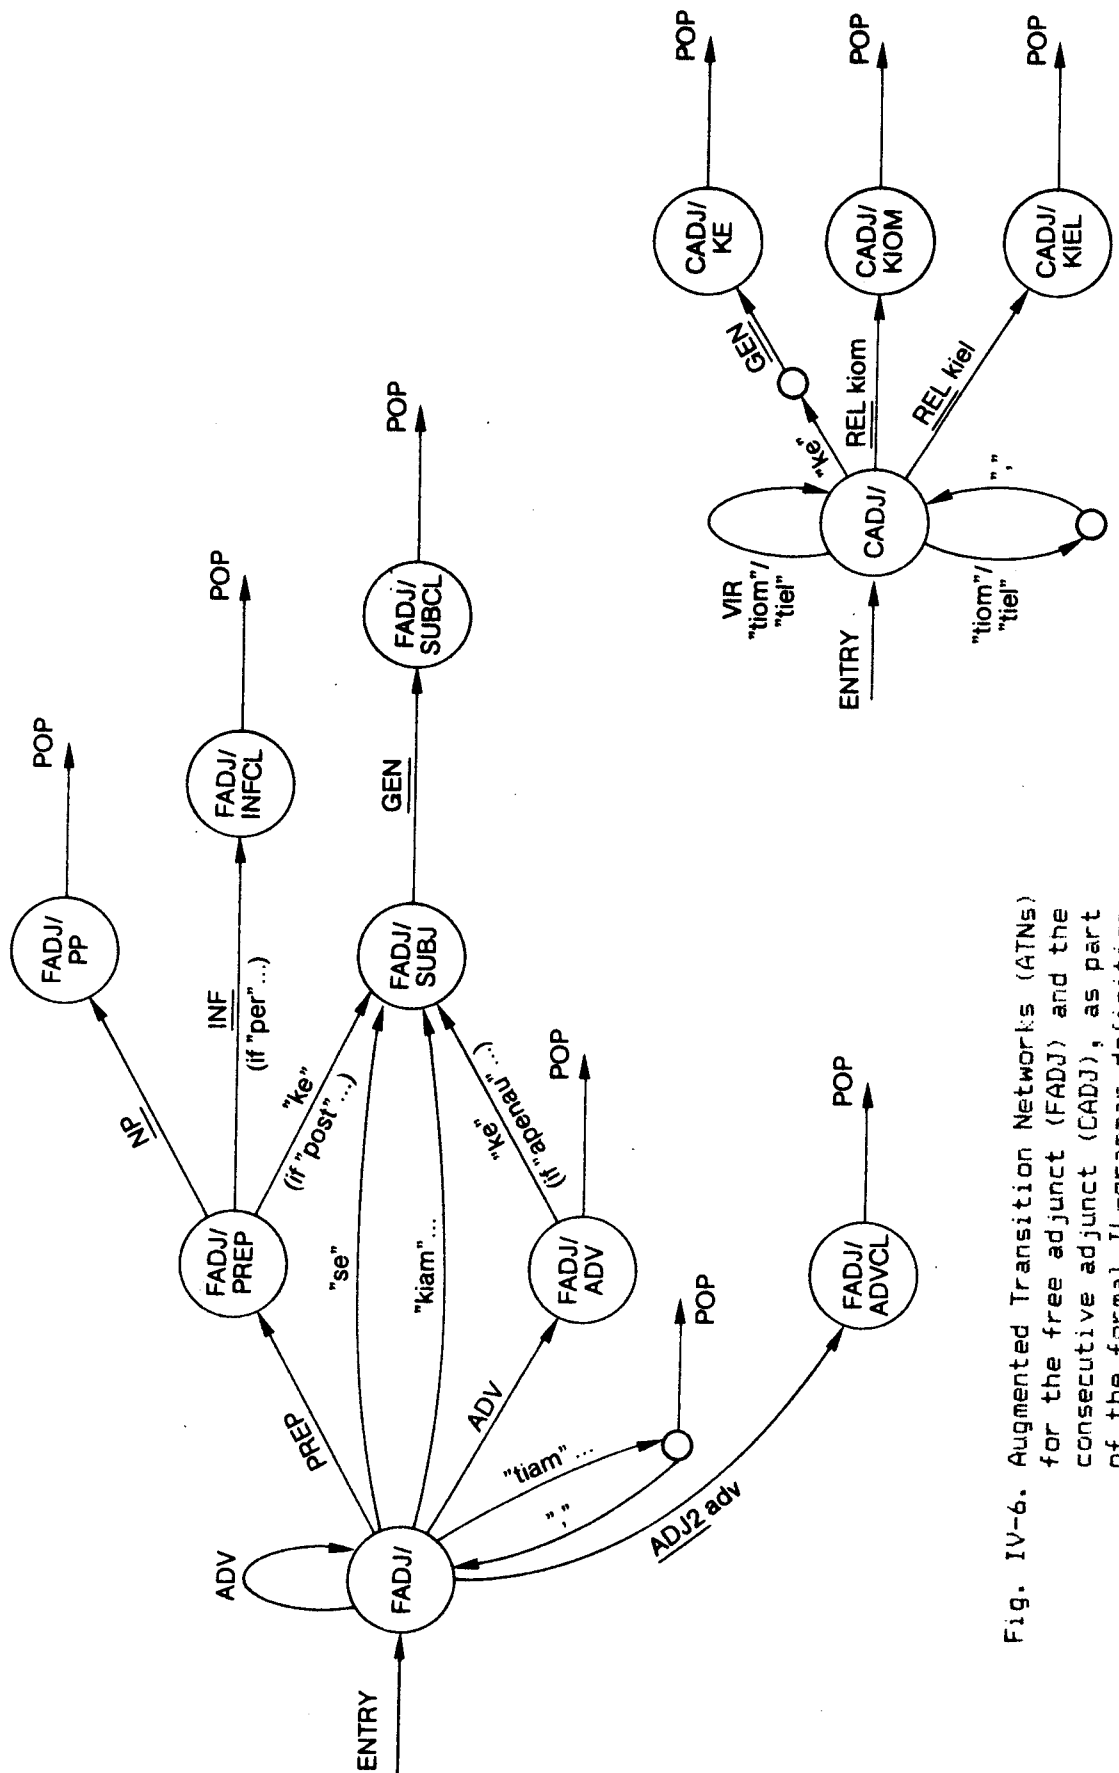 ENTRY
ADV
FADJ/
PREP
"se"
"kiam"...
ADV
"tiam" ...
","
ADJ2 adv
FADJ/
PREP
NP
INF
(if "per"...)
"ke"
(if "post"...)
FADJ/
PP
POP
FADJ/
INFCL
POP
FADJ/
SUBJ
GEN
FADJ/
SUBCL
POP
"ke"
(if "apenau" ...)
FADJ/
ADV
POP
POP
FADJ/
ADVCL
POP
ENTRY
VIR
"tiom"/
"tiel"
CADJ/
"tiom"/
"tiel"
","
"ke"
GEN
REL kiom
REL kiel
CADJ/
KE
POP
CADJ/
KIOM
POP
CADJ/
KIEL
POP
Fig. IV-6. Augmented Transition Networks (ATNs)
for the free adjunct (FADJ) and the
consecutive adjunct (CADJ), as part
of the formal